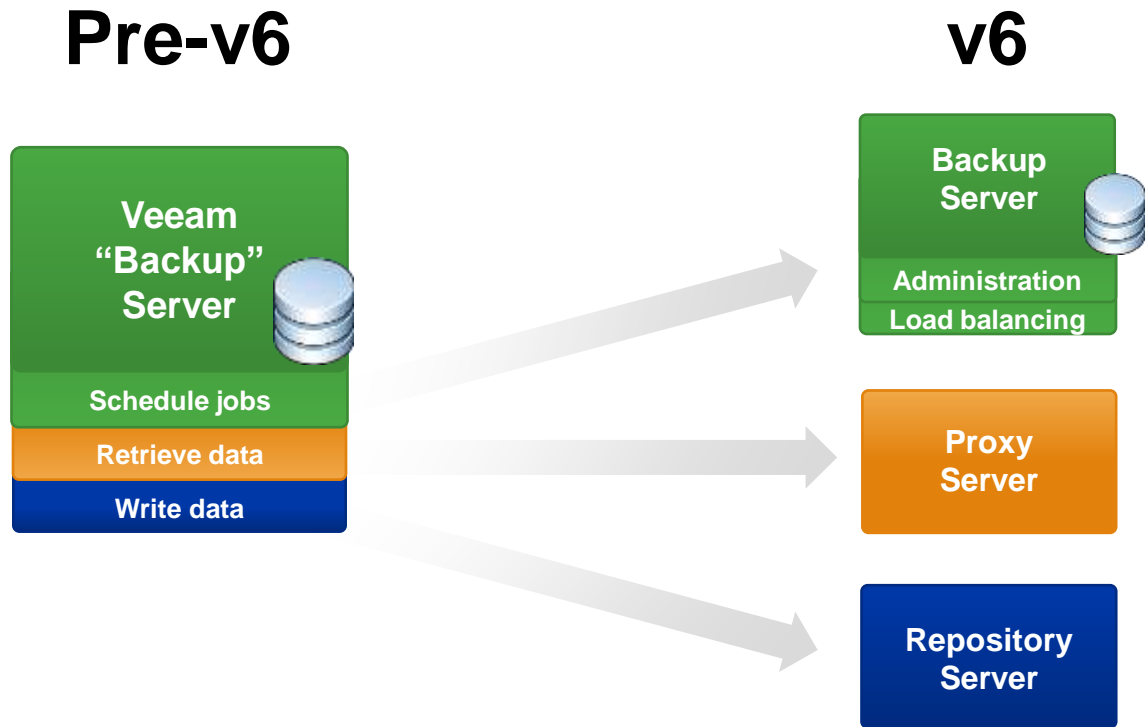 Pre-v6
v6
Veeam
“Backup”
Server
Schedule jobs
Retrieve data
Write data
Backup
Server
Administration
Load balancing
Proxy
Server
Repository
Server